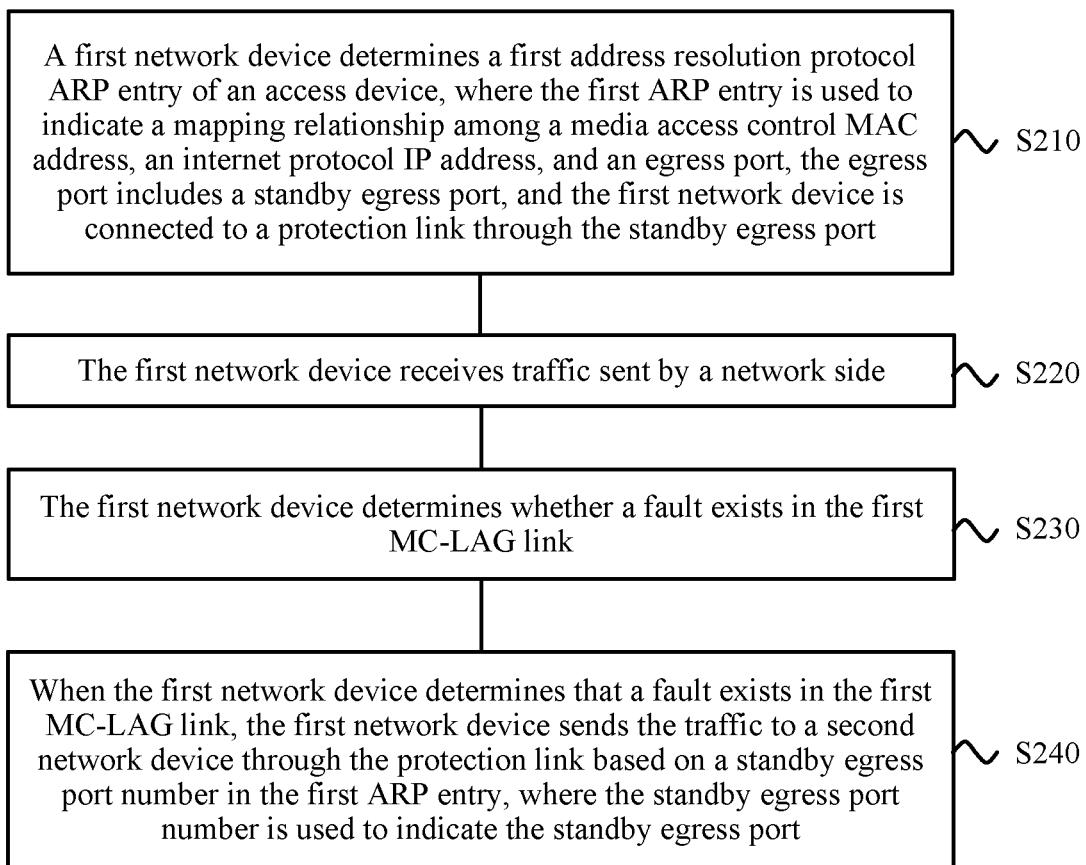 A first network device determines a first address resolution protocol
ARP entry of an access device, where the first ARP entry is used to
indicate a mapping relationship among a media access control MAC
address, an internet protocol IP address, and an egress port, the egress
port includes a standby egress port, and the first network device is
connected to a protection link through the standby egress port
S210
The first network device receives traffic sent by a network side
S220
The first network device determines whether a fault exists in the first
MC-LAG link
S230
When the first network device determines that a fault exists in the first
MC-LAG link, the first network device sends the traffic to a second
network device through the protection link based on a standby egress
port number in the first ARP entry, where the standby egress port
number is used to indicate the standby egress port
S240